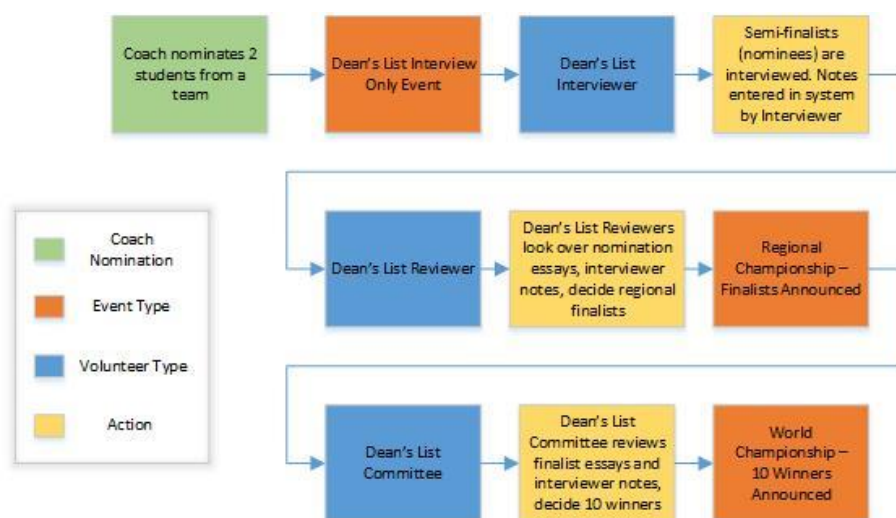 Coach nominates 2
students from a
team
Dean's List Interview
Only Event
Dean's List
Interviewer
Semi-finalists
(nominees) are
interviewed. Notes
entered in system
by Interviewer
Coach
Nomination
Event Type
Volunteer Type
Action
Dean's List Reviewer
Dean's List Reviewers
look over nomination
essays, interviewer
notes, decide regional
finalists
Regional
Championship –
Finalists Announced
Dean's List
Committee
Dean's List
Committee reviews
finalist essays and
interviewer notes,
decide 10 winners
World
Championship –
10 Winners
Announced